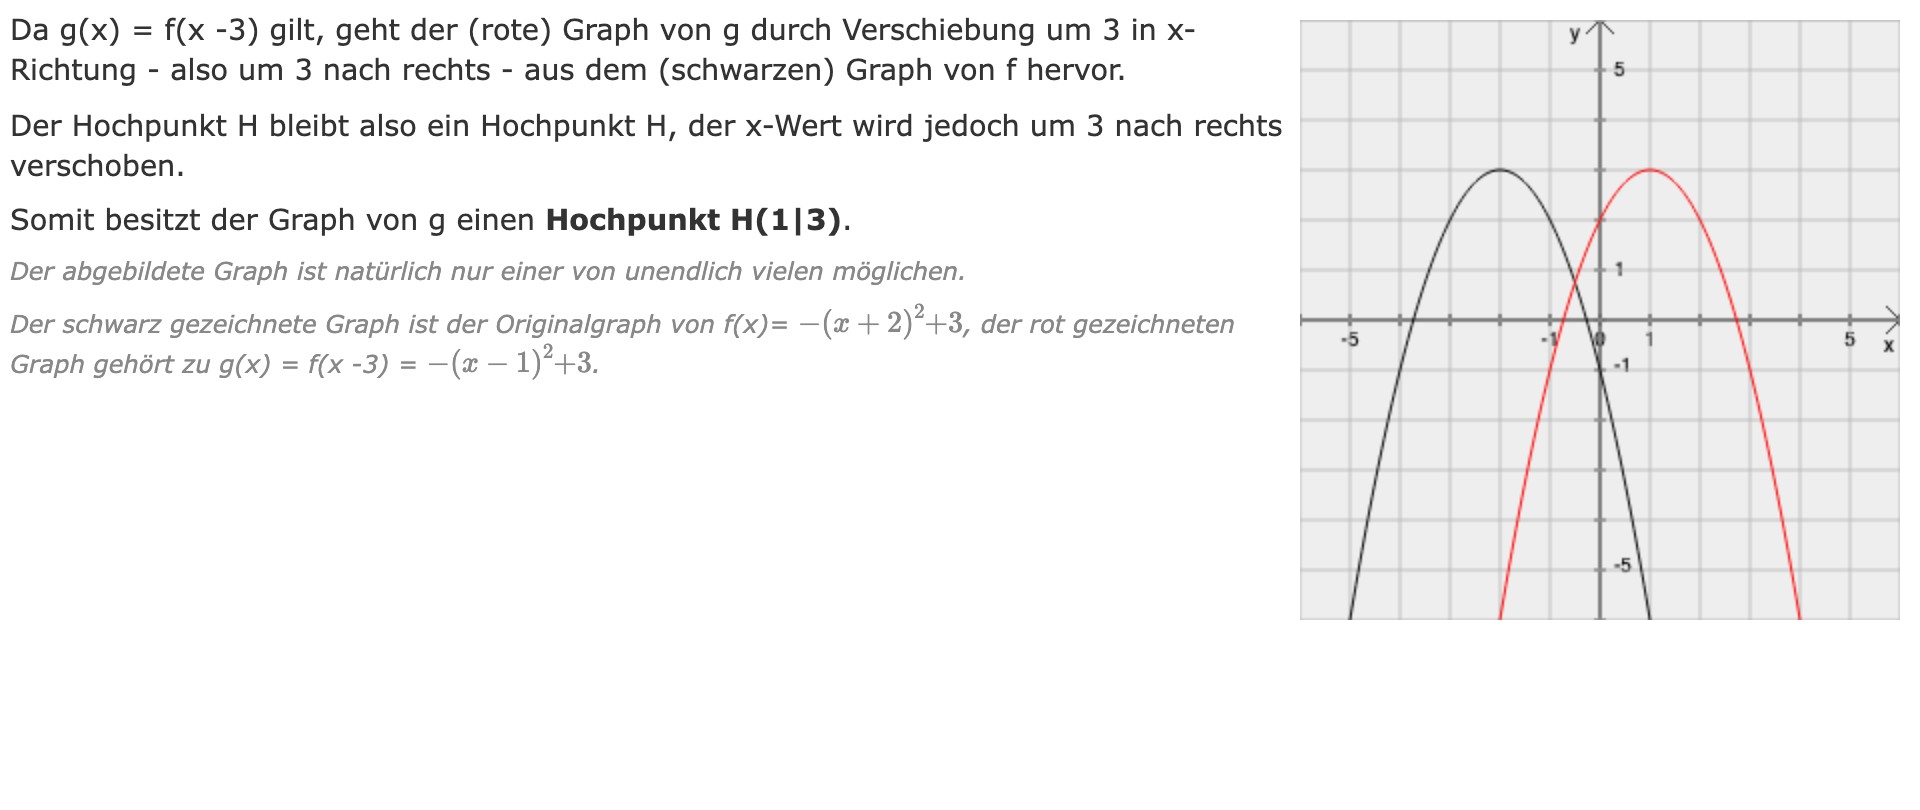 Da g(x) = f(x -3) gilt, geht der (rote) Graph von g durch Verschiebung um 3 in x-
Richtung - also um 3 nach rechts - aus dem (schwarzen) Graph von f hervor.
Der Hochpunkt H bleibt also ein Hochpunkt H, der x-Wert wird jedoch um 3 nach rechts
verschoben.
Somit besitzt der Graph von g einen Hochpunkt H(1|3).
Der abgebildete Graph ist natürlich nur einer von unendlich vielen möglichen.
Der schwarz gezeichnete Graph ist der Originalgraph von f(x)= −(x + 2)²+3, der rot gezeichneten
Graph gehört zu g(x) = f(x -3) = −(x − 1)²+3.
y
5
1
-5 -1 0 1 5 x
-1
-5